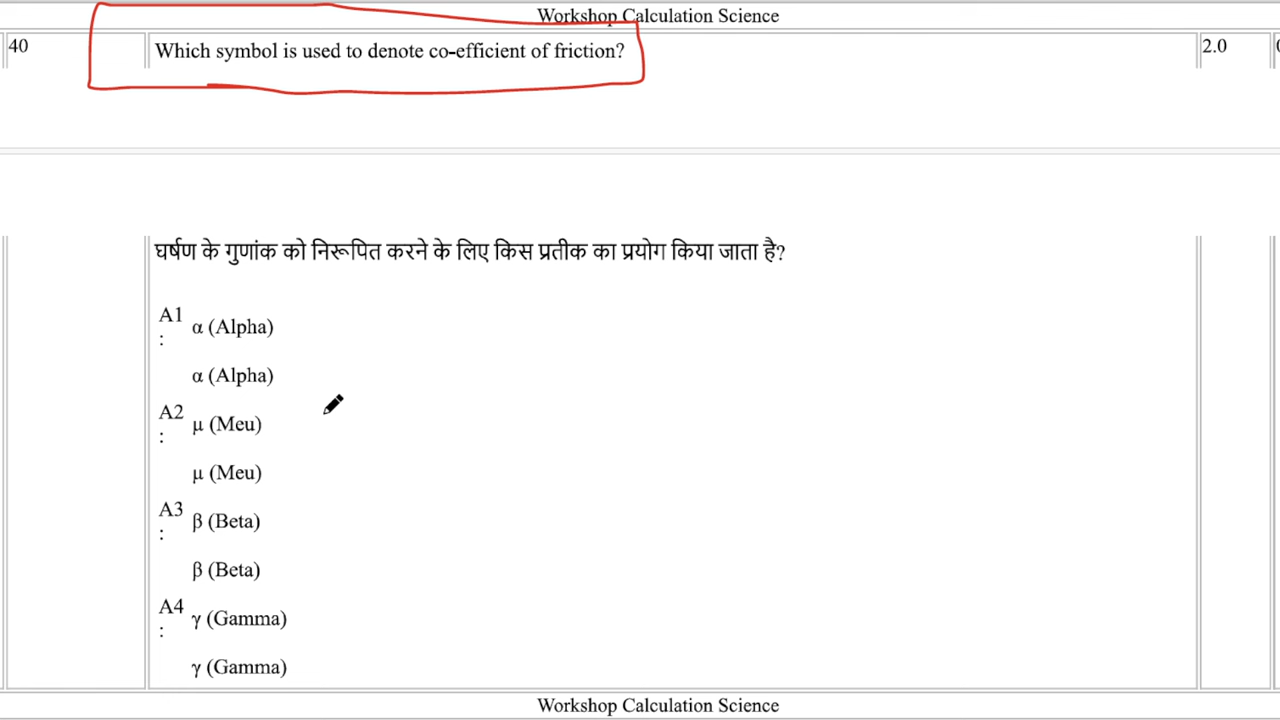 Workshop Calculation Science
40 Which symbol is used to denote co-efficient of friction? 2.0
घर्षण के गुणांक को निरूपित करने के लिए किस प्रतीक का प्रयोग किया जाता है?
A1
: α (Alpha)
α (Alpha)
A2
: μ (Meu)
μ (Meu)
A3
: β (Beta)
β (Beta)
A4
: γ (Gamma)
γ (Gamma)
Workshop Calculation Science